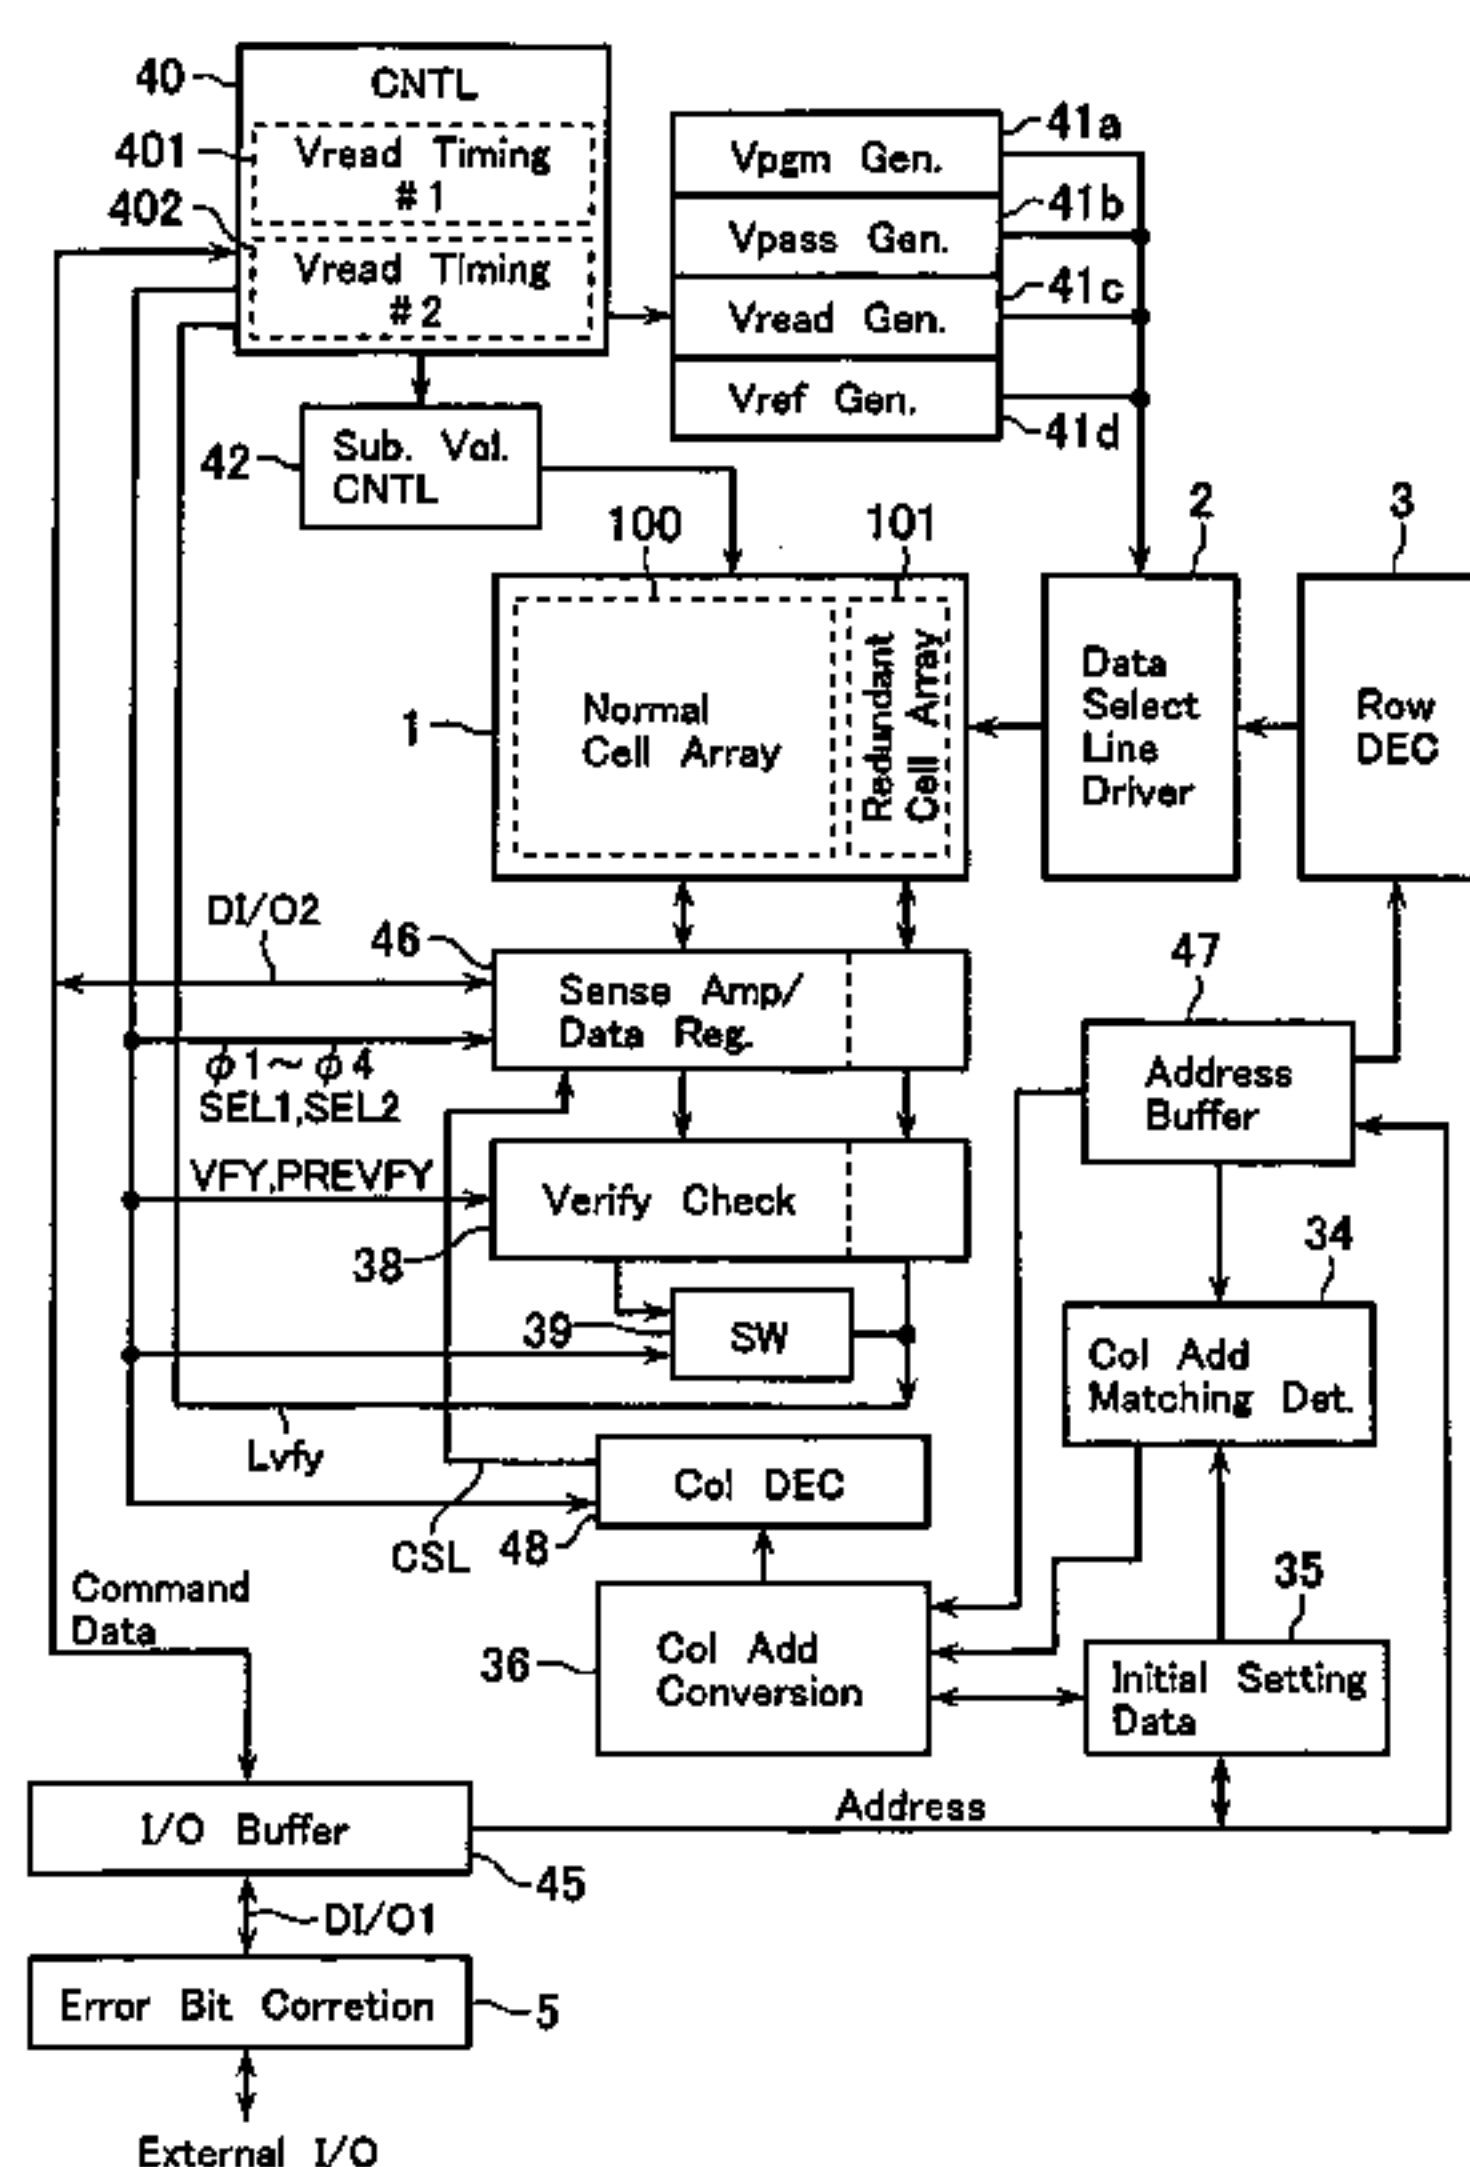 40
CNTL
401
Vread Timing
#1
402
Vread Timing
#2
Vpgm Gen.
41a
Vpass Gen.
41b
Vread Gen.
41c
Vref Gen.
41d
42
Sub. Vol.
CNTL
100
101
2
3
1
Normal
Cell Array
Redundant
Cell Array
Data
Select
Line
Driver
Row
DEC
DI/O2
46
Sense Amp/
Data Reg.
47
Address
Buffer
φ1~φ4
SEL1,SEL2
VFY,PREVFY
Verify Check
38
34
39
SW
Col Add
Matching Det.
Lvfy
Col DEC
CSL
48
35
Command
Data
36
Col Add
Conversion
Initial Setting
Data
Address
I/O Buffer
45
DI/O1
Error Bit Corretion
5
External I/O